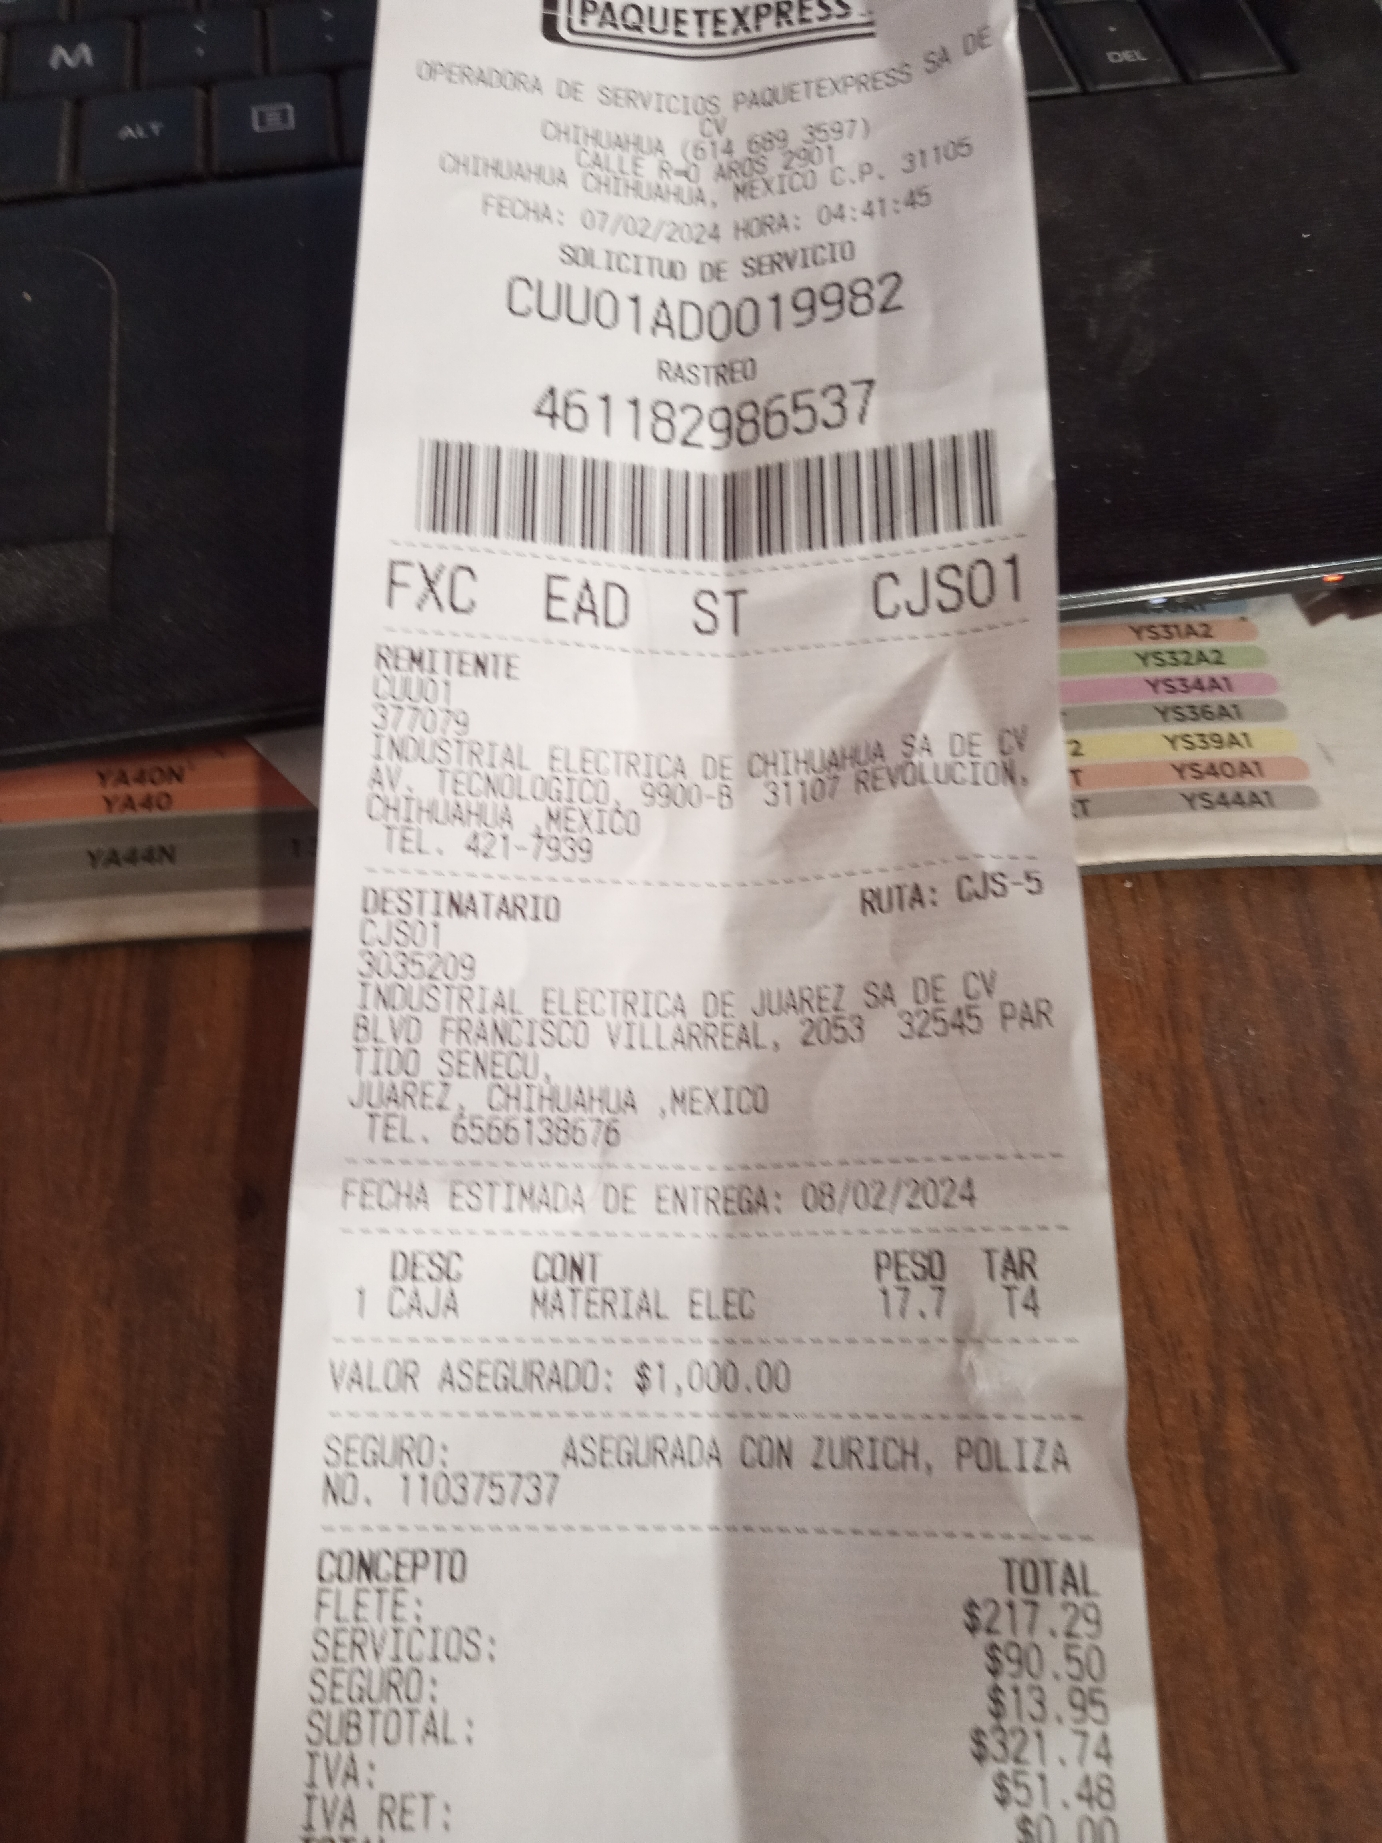 PAQUETEXPRESS
OPERADORA DE SERVICIOS PAQUETEXPRESS SA DE
CV
CHIHUAHUA (614 689 3597)
CALLE R=O AROS 2901
CHIHUAHUA CHIHUAHUA, MEXICO C.P. 31105
FECHA: 07/02/2024 HORA: 04:41:45
SOLICITUD DE SERVICIO
CUU01AD0019982
RASTREO
461182986537
FXC EAD ST CJS01
REMITENTE
CUU01
377079
INDUSTRIAL ELECTRICA DE CHIHUAHUA SA DE CV
AV. TECNOLOGICO, 9900-B 31107 REVOLUCION,
CHIHUAHUA ,MEXICO
TEL. 421-7939
DESTINATARIO RUTA: CJS-5
CJS01
3035209
INDUSTRIAL ELECTRICA DE JUAREZ SA DE CV
BLVD FRANCISCO VILLARREAL, 2053 32545 PAR
TIDO SENECU,
JUAREZ, CHIHUAHUA ,MEXICO
TEL. 6566138676
FECHA ESTIMADA DE ENTREGA: 08/02/2024
DESC CONT PESO TAR
1 CAJA MATERIAL ELEC 17.7 T4
VALOR ASEGURADO: $1,000.00
SEGURO: ASEGURADA CON ZURICH, POLIZA
NO. 110375737
CONCEPTO TOTAL
FLETE: $217.29
SERVICIOS: $90.50
SEGURO: $13.95
SUBTOTAL: $321.74
IVA: $51.48
IVA RET: $0.00
M
ALT
DEL
YA40N
YA40
YA44N
YS31A2
YS32A2
YS34A1
YS36A1
2 YS39A1
T YS40A1
YS44A1